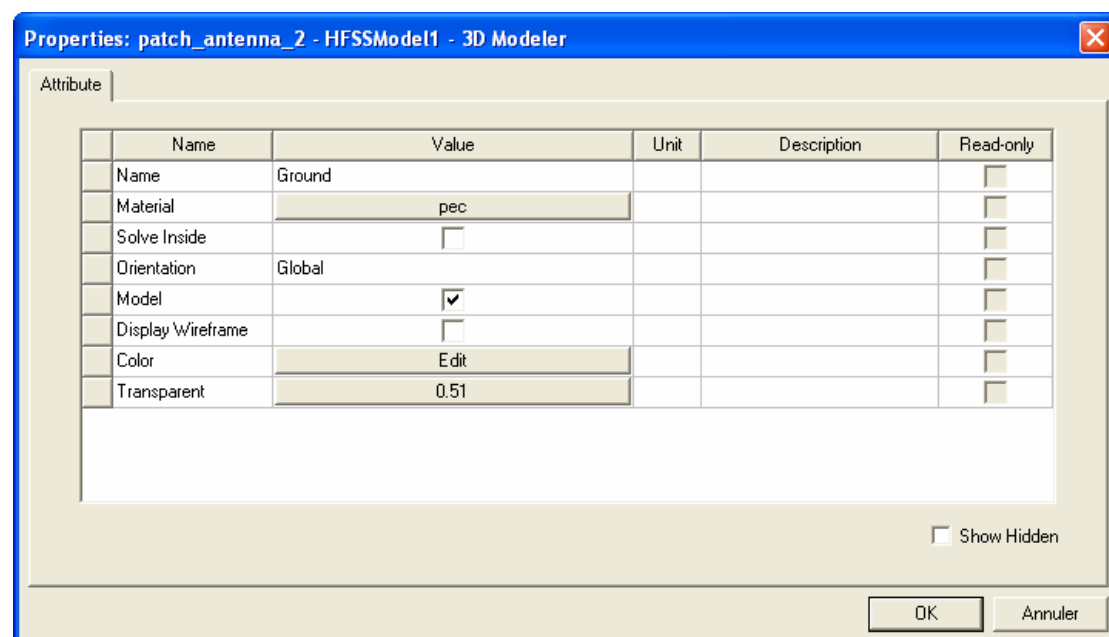 Properties: patch_antenna_2 - HFSSModel1 - 3D Modeler
Attribute
Name Value Unit Description Read-only
Name Ground
Material pec
Solve Inside
Orientation Global
Model
Display Wireframe
Color Edit
Transparent 0.51
Show Hidden
OK Annuler